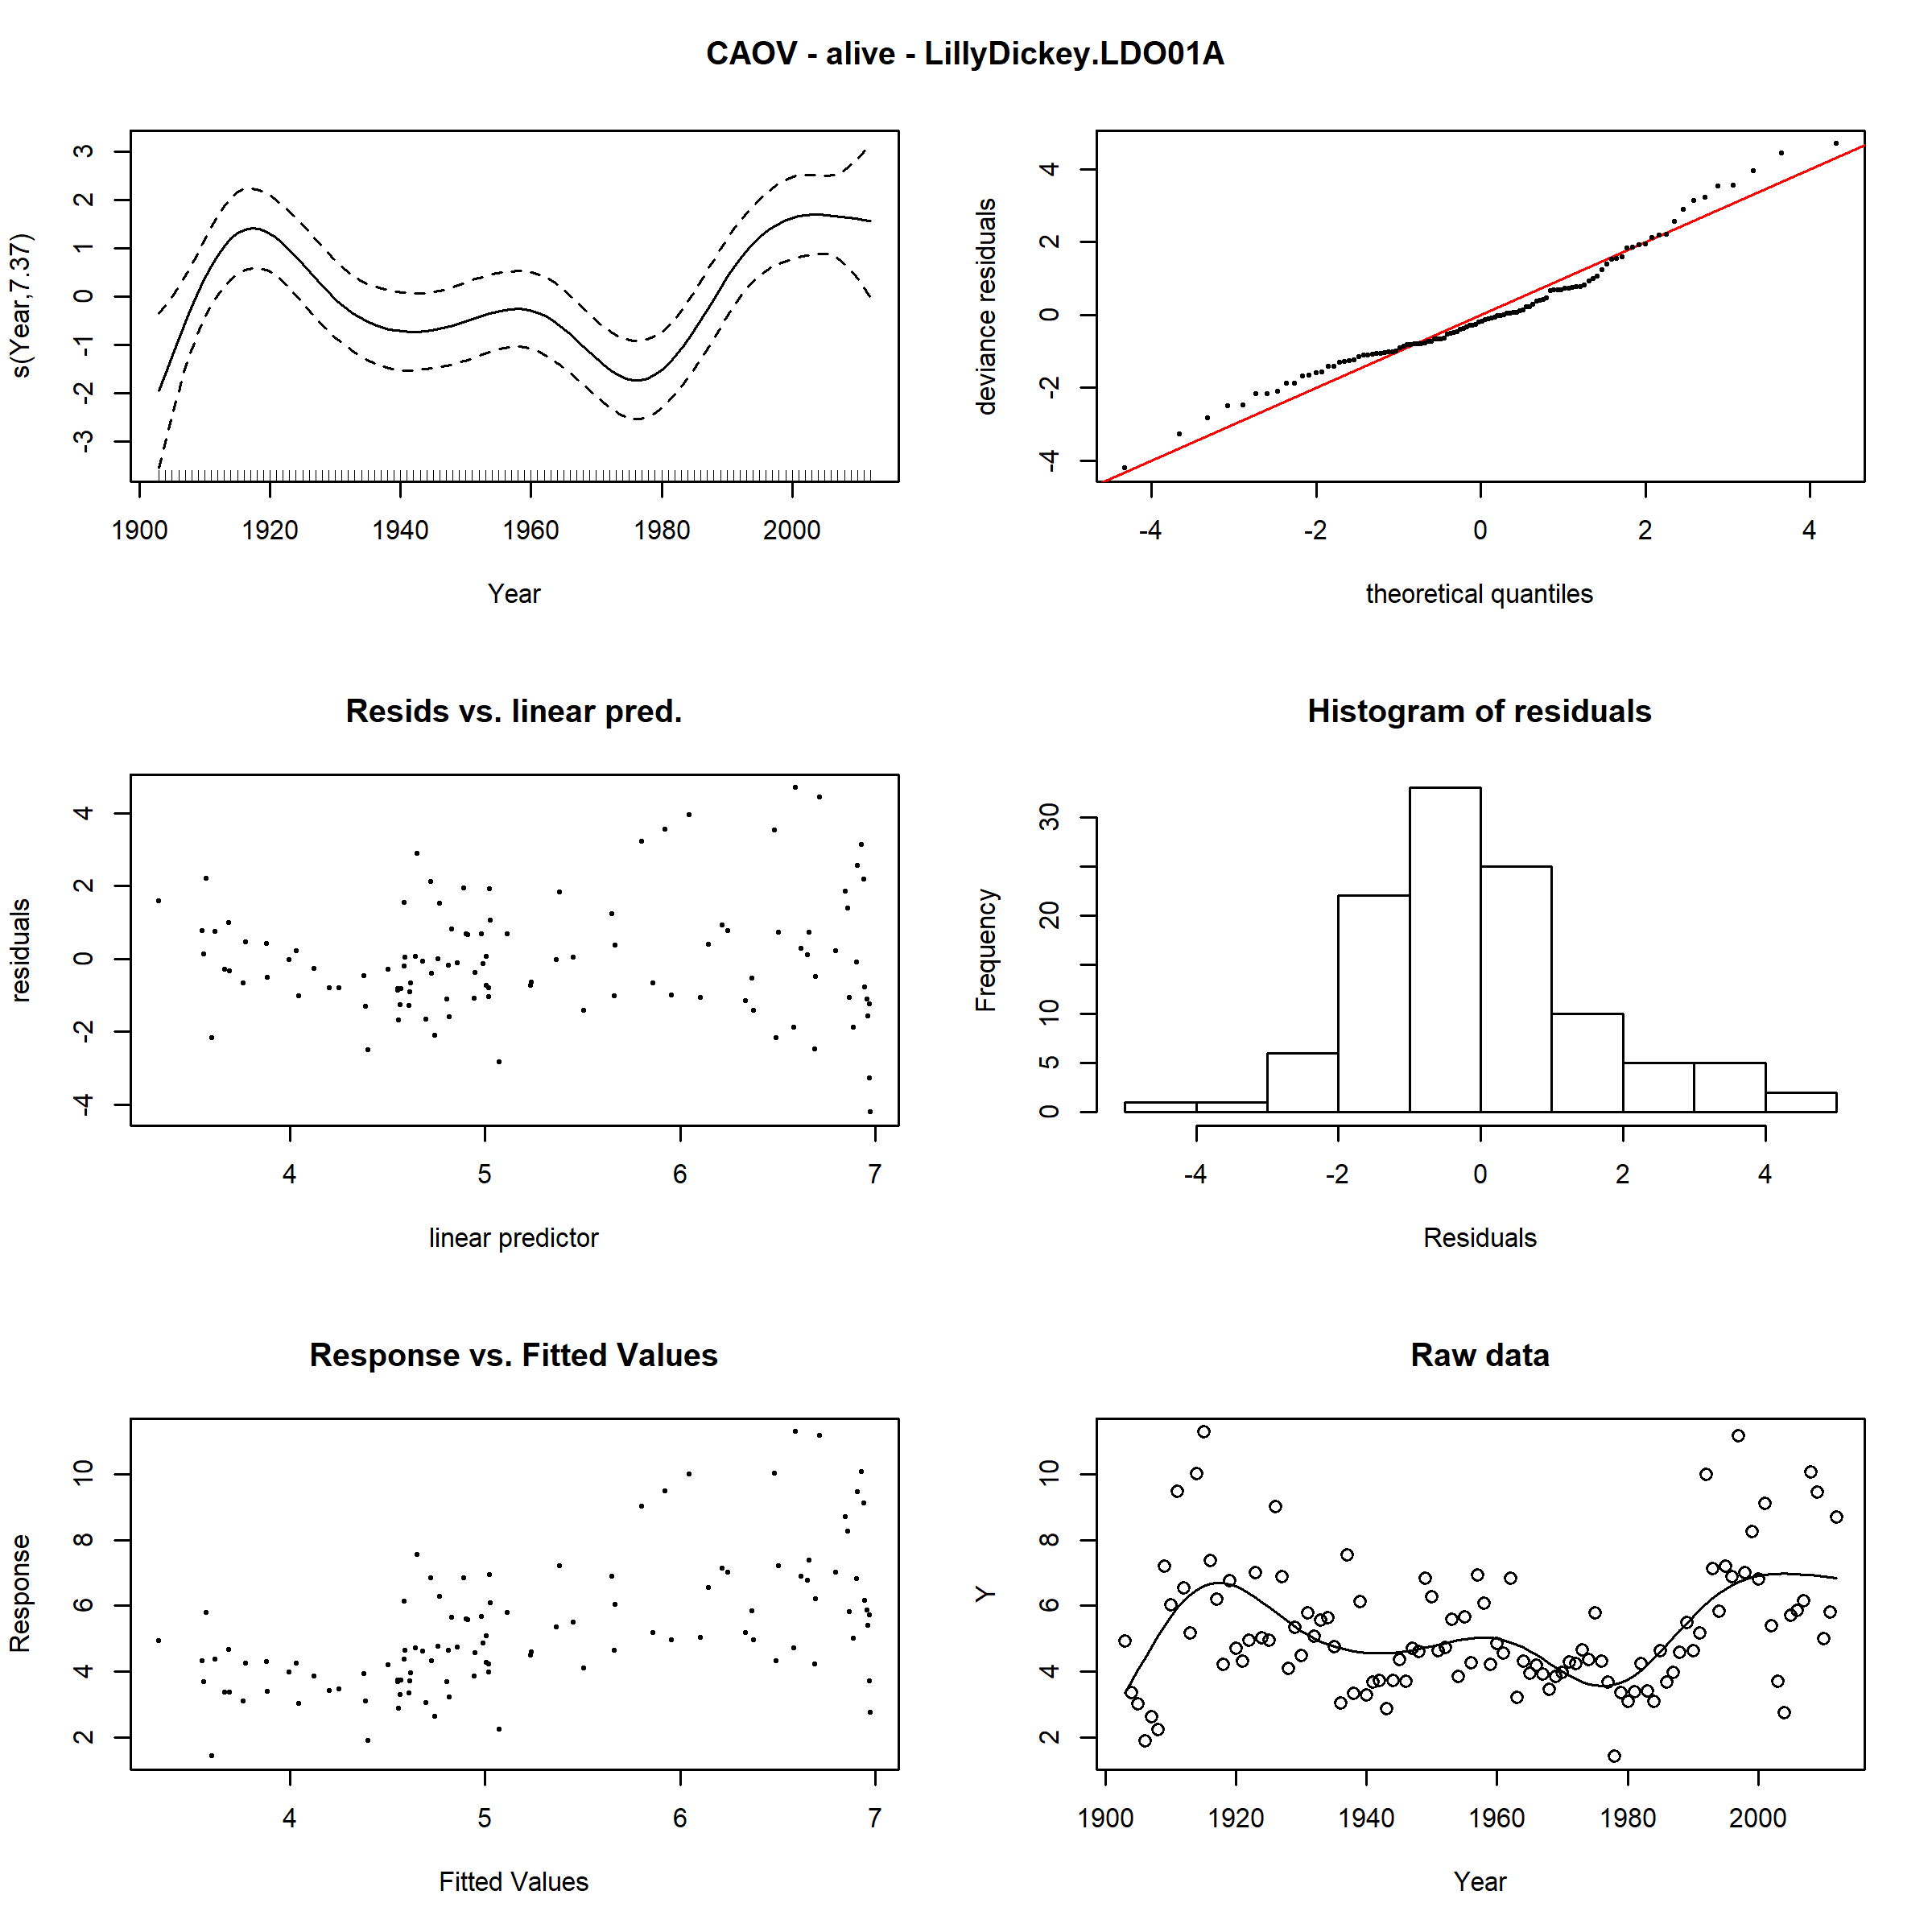 CAOV - alive - LillyDickey.LDO01A
s(Year,7.37)
3
2
1
0
-1
-2
-3
1900 1920 1940 1960 1980 2000
Year
deviance residuals
4
2
0
-2
-4
-4 -2 0 2 4
theoretical quantiles
Resids vs. linear pred.
residuals
4
2
0
-2
-4
4 5 6 7
linear predictor
Histogram of residuals
Frequency
30
20
10
5
0
-4 -2 0 2 4
Residuals
Response vs. Fitted Values
Response
10
8
6
4
2
4 5 6 7
Fitted Values
Raw data
Y
10
8
6
4
2
1900 1920 1940 1960 1980 2000
Year